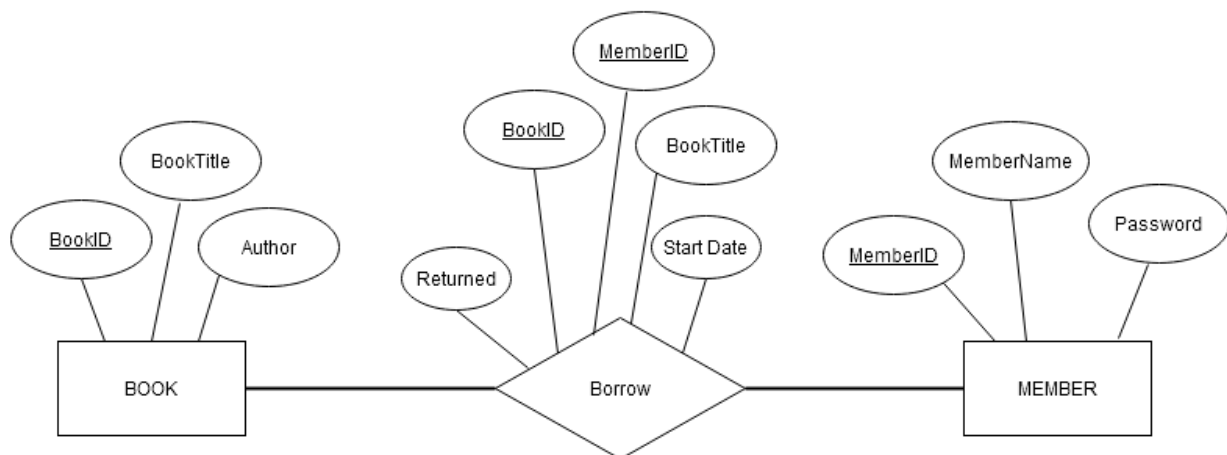 MemberID
BookID
BookTitle
BookTitle
MemberName
BookID
Author
Returned
Start Date
MemberID
Password
BOOK
Borrow
MEMBER